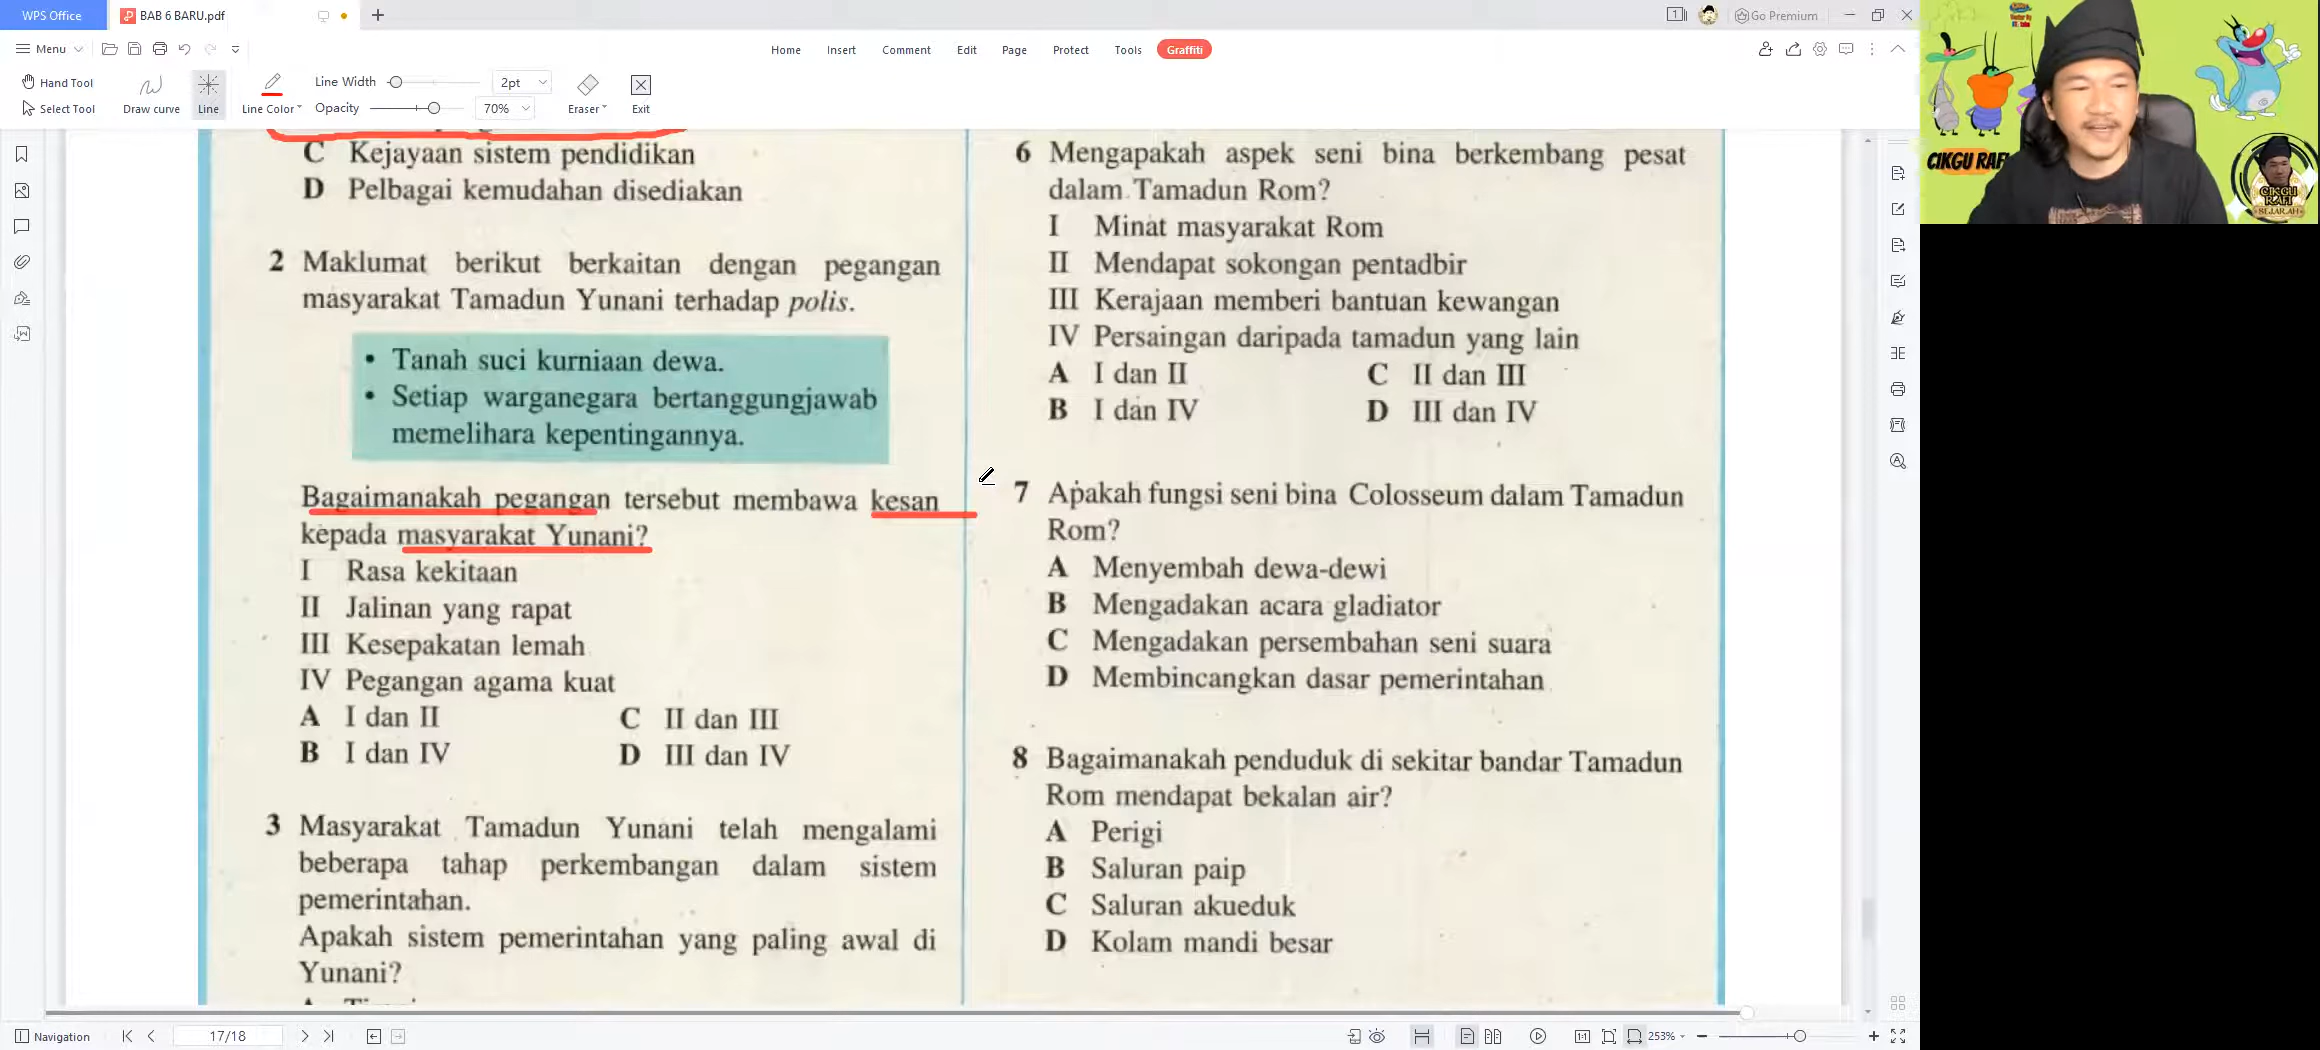 WPS Office
BAB 6 BARU.pdf
Go Premium
Menu
Home Insert Comment Edit Page Protect Tools Graffiti
Hand Tool
Select Tool
Draw curve
Line
Line Color
Line Width 2pt
Opacity 70%
Eraser
Exit
C Kejayaan sistem pendidikan
D Pelbagai kemudahan disediakan
2 Maklumat berikut berkaitan dengan pegangan
masyarakat Tamadun Yunani terhadap polis.
• Tanah suci kurniaan dewa.
• Setiap warganegara bertanggungjawab
memelihara kepentingannya.
Bagaimanakah pegangan tersebut membawa kesan
kepada masyarakat Yunani?
I Rasa kekitaan
II Jalinan yang rapat
III Kesepakatan lemah
IV Pegangan agama kuat
A I dan II C II dan III
B I dan IV D III dan IV
3 Masyarakat Tamadun Yunani telah mengalami
beberapa tahap perkembangan dalam sistem
pemerintahan.
Apakah sistem pemerintahan yang paling awal di
Yunani?
6 Mengapakah aspek seni bina berkembang pesat
dalam Tamadun Rom?
I Minat masyarakat Rom
II Mendapat sokongan pentadbir
III Kerajaan memberi bantuan kewangan
IV Persaingan daripada tamadun yang lain
A I dan II C II dan III
B I dan IV D III dan IV
7 Apakah fungsi seni bina Colosseum dalam Tamadun
Rom?
A Menyembah dewa-dewi
B Mengadakan acara gladiator
C Mengadakan persembahan seni suara
D Membincangkan dasar pemerintahan
8 Bagaimanakah penduduk di sekitar bandar Tamadun
Rom mendapat bekalan air?
A Perigi
B Saluran paip
C Saluran akueduk
D Kolam mandi besar
CIKGU RAFI
CIKGU
RAFI
SEJARAH
Navigation
17/18
253%